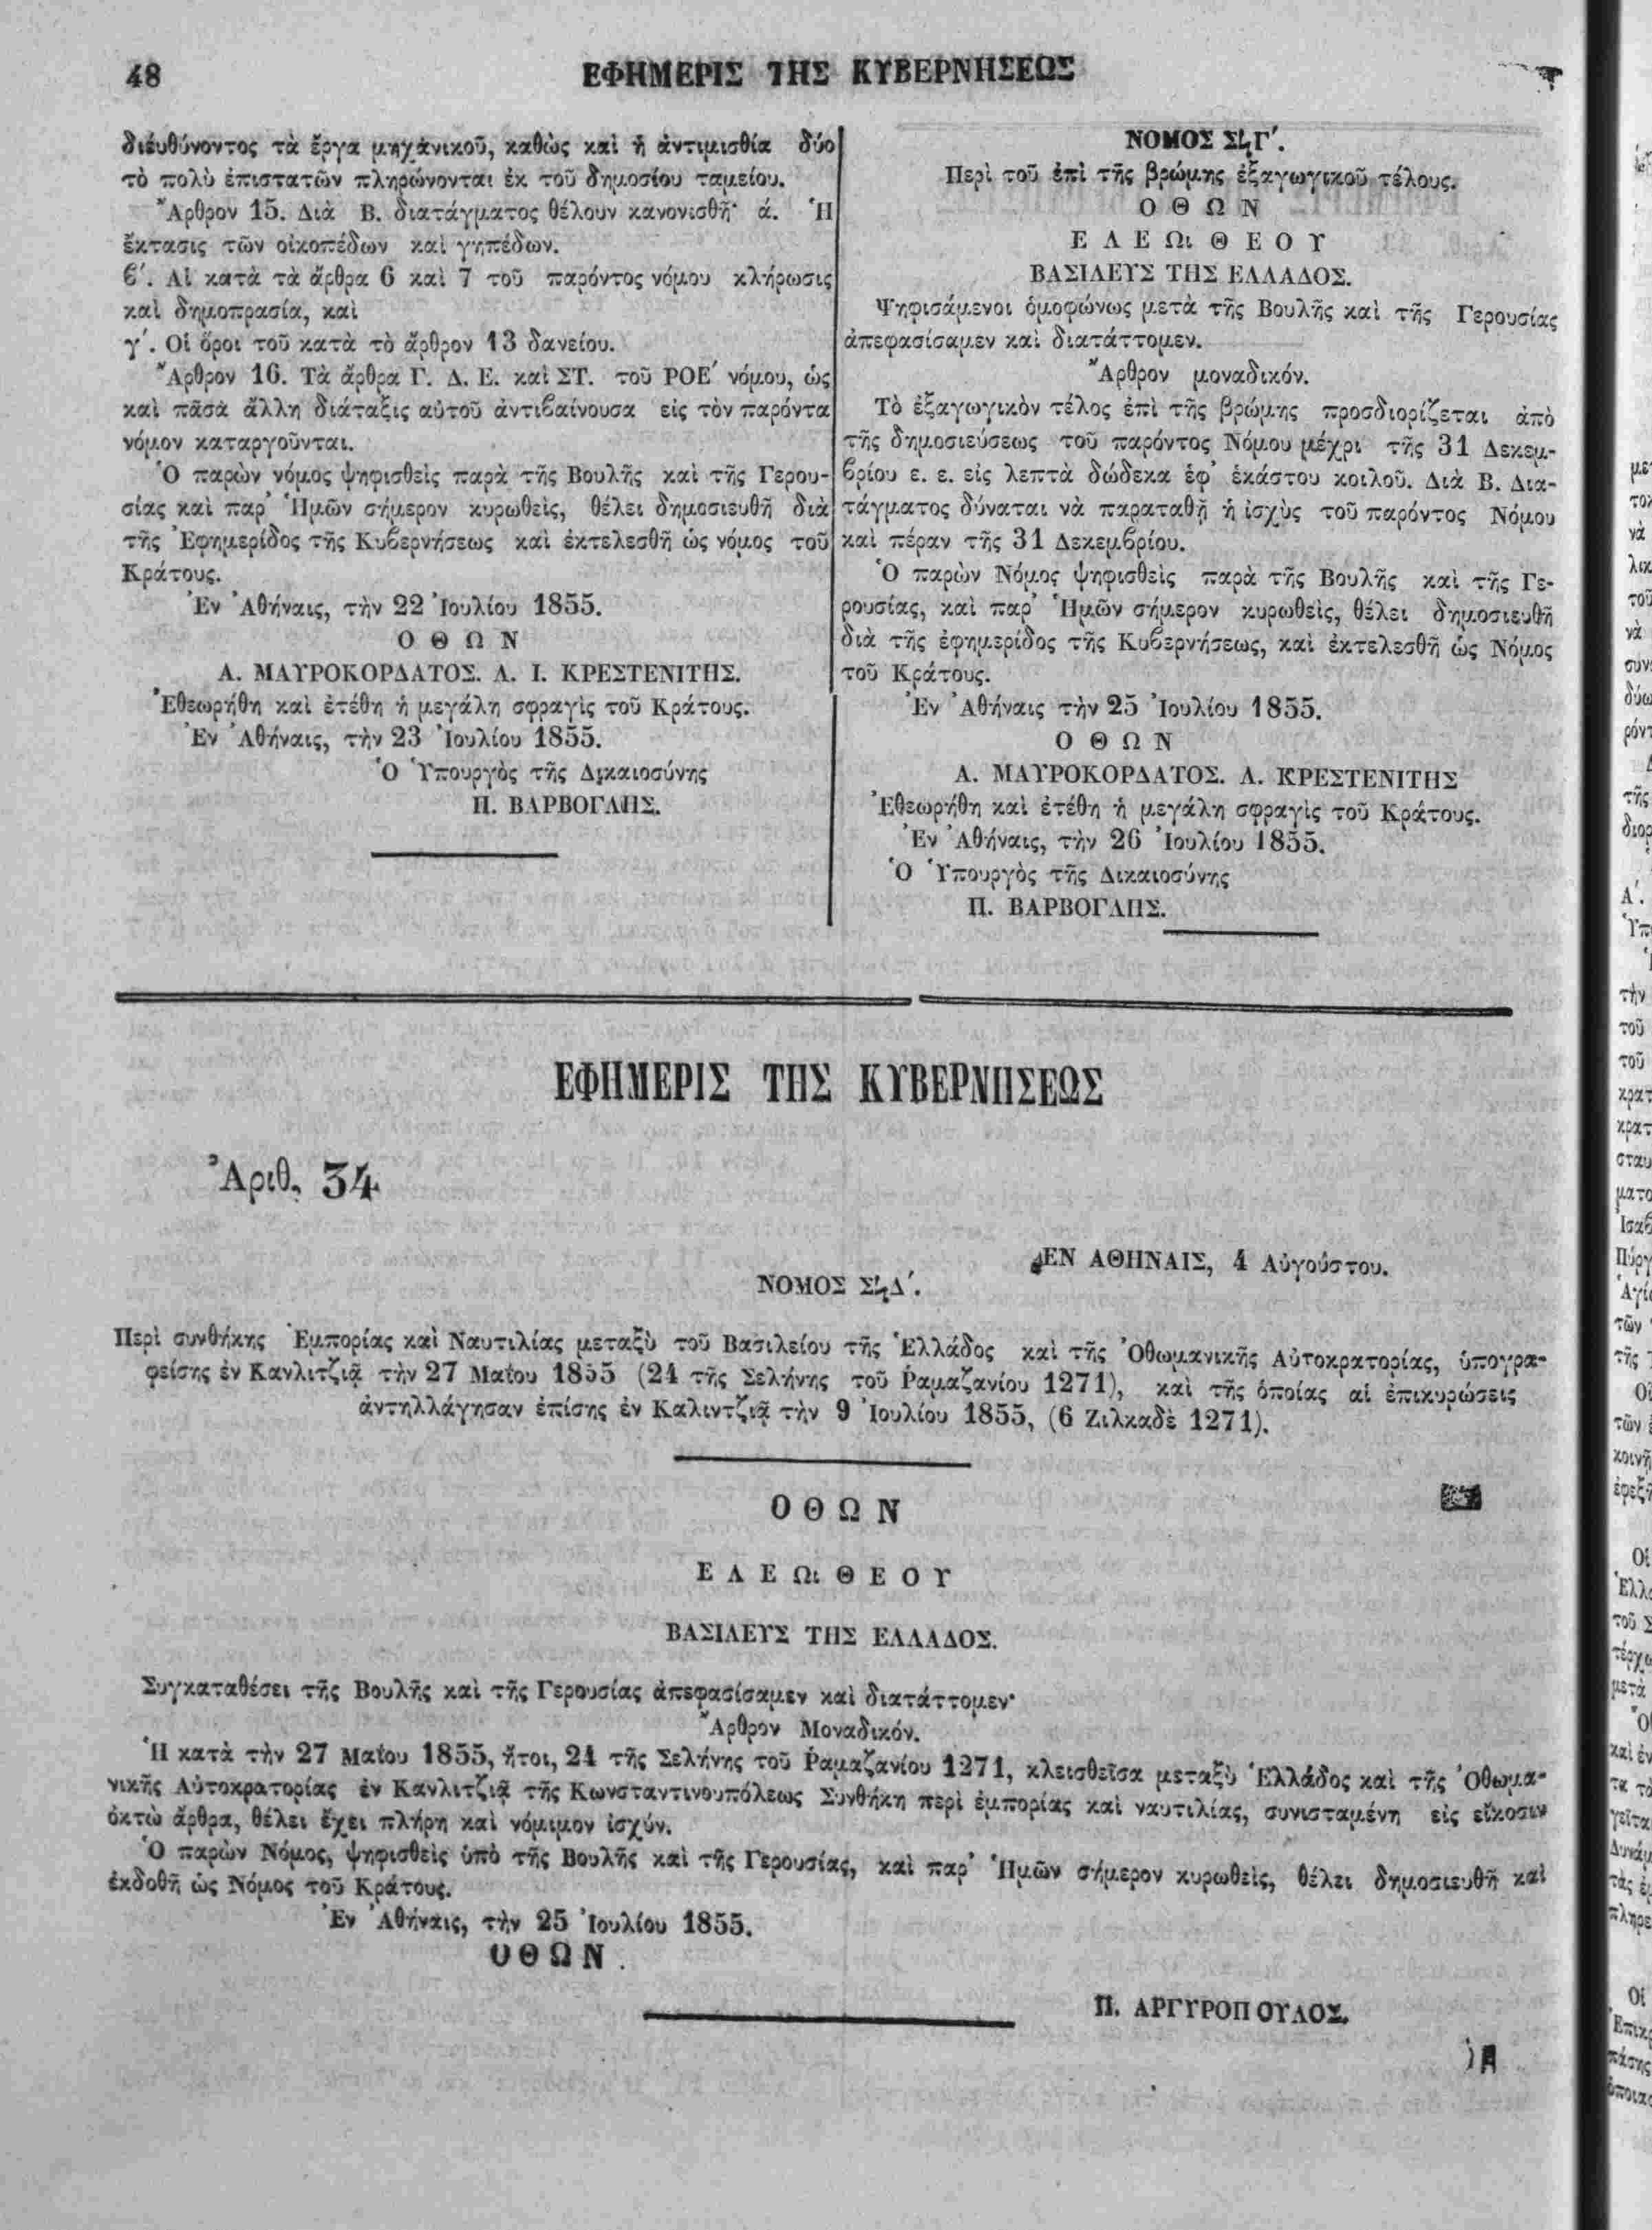 48
ΕΦΗΜΕΡΙΣ ΤΗΣ ΚΥΒΕΡΝΗΣΕΩΣ
διευθύνοντος τὰ ἔργα μηχανικοῦ, καθὼς καὶ ἡ ἀντιμισθία δύο
τὸ πολὺ ἐπιστατῶν πληρώνονται ἐκ τοῦ δημοσίου ταμείου.
Ἄρθρον 15. Διὰ Β. διατάγματος θέλουν κανονισθῆ· ά. Ἡ
ἔκτασις τῶν οἰκοπέδων καὶ γηπέδων.
β΄. Αἱ κατὰ τὰ ἄρθρα 6 καὶ 7 τοῦ παρόντος νόμου κλήρωσις
καὶ δημοπρασία, καὶ
γ΄. Οἱ ὅροι τοῦ κατὰ τὸ ἄρθρον 13 δανείου.
Ἄρθρον 16. Τὰ ἄρθρα Γ. Δ. Ε. καὶ ΣΤ. τοῦ ΡΟΕ΄ νόμου, ὡς
καὶ πᾶσα ἄλλη διάταξις αὐτοῦ ἀντιβαίνουσα εἰς τὸν παρόντα
νόμον καταργοῦνται.
Ὁ παρὼν νόμος ψηφισθεὶς παρὰ τῆς Βουλῆς καὶ τῆς Γερου-
σίας καὶ παρ᾽ Ἡμῶν σήμερον κυρωθεὶς, θέλει δημοσιευθῆ διὰ
τῆς Ἐφημερίδος τῆς Κυβερνήσεως καὶ ἐκτελεσθῆ ὡς νόμος τοῦ
Κράτους.
Ἐν Ἀθήναις, τὴν 22 Ἰουλίου 1855.
ΟΘΩΝ
Α. ΜΑΥΡΟΚΟΡΔΑΤΟΣ. Λ. Ι. ΚΡΕΣΤΕΝΙΤΗΣ.
Ἐθεωρήθη καὶ ἐτέθη ἡ μεγάλη σφραγὶς τοῦ Κράτους.
Ἐν Ἀθήναις, τὴν 23 Ἰουλίου 1855.
Ὁ Ὑπουργὸς τῆς Δικαιοσύνης
Π. ΒΑΡΒΟΓΛΗΣ.
ΝΟΜΟΣ ΣϟΓ΄.
Περὶ τοῦ ἐπὶ τῆς βρώμης ἐξαγωγικοῦ τέλους.
ΟΘΩΝ
ΕΛΕΩι ΘΕΟΥ
ΒΑΣΙΛΕΥΣ ΤΗΣ ΕΛΛΑΔΟΣ.
Ψηφισάμενοι ὁμοφώνως μετὰ τῆς Βουλῆς καὶ τῆς Γερουσίας
ἀπεφασίσαμεν καὶ διατάττομεν.
Ἄρθρον μοναδικόν.
Τὸ ἐξαγωγικὸν τέλος ἐπὶ τῆς βρώμης προσδιορίζεται ἀπὸ
τῆς δημοσιεύσεως τοῦ παρόντος Νόμου μέχρι τῆς 31 Δεκεμ-
βρίου ε. ε. εἰς λεπτὰ δώδεκα ἐφ᾽ ἑκάστου κοιλοῦ. Διὰ Β. Δια-
τάγματος δύναται νὰ παραταθῇ ἡ ἰσχὺς τοῦ παρόντος Νόμου
καὶ πέραν τῆς 31 Δεκεμβρίου.
Ὁ παρὼν Νόμος ψηφισθεὶς παρὰ τῆς Βουλῆς καὶ τῆς Γε-
ρουσίας, καὶ παρ᾽ Ἡμῶν σήμερον κυρωθεὶς, θέλει δημοσιευθῆ
διὰ τῆς ἐφημερίδος τῆς Κυβερνήσεως, καὶ ἐκτελεσθῆ ὡς Νόμος
τοῦ Κράτους.
Ἐν Ἀθήναις τὴν 25 Ἰουλίου 1855.
ΟΘΩΝ
Α. ΜΑΥΡΟΚΟΡΔΑΤΟΣ. Λ. ΚΡΕΣΤΕΝΙΤΗΣ
Ἐθεωρήθη καὶ ἐτέθη ἡ μεγάλη σφραγὶς τοῦ Κράτους.
Ἐν Ἀθήναις, τὴν 26 Ἰουλίου 1855.
Ὁ Ὑπουργὸς τῆς Δικαιοσύνης
Π. ΒΑΡΒΟΓΛΗΣ.
ΕΦΗΜΕΡΙΣ ΤΗΣ ΚΥΒΕΡΝΗΣΕΩΣ
Ἀριθ. 34
ΕΝ ΑΘΗΝΑΙΣ, 4 Αὐγούστου.
ΝΟΜΟΣ ΣϟΔ΄.
Περὶ συνθήκης Ἐμπορίας καὶ Ναυτιλίας μεταξὺ τοῦ Βασιλείου τῆς Ἑλλάδος καὶ τῆς Ὀθωμανικῆς Αὐτοκρατορίας, ὑπογρα-
φείσης ἐν Κανλιτζιᾷ τὴν 27 Μαΐου 1855 (24 τῆς Σελήνης τοῦ Ῥαμαζανίου 1271), καὶ τῆς ὁποίας αἱ ἐπικυρώσεις
ἀντηλλάγησαν ἐπίσης ἐν Καλιντζιᾷ τὴν 9 Ἰουλίου 1855, (6 Ζιλκαδὲ 1271).
ΟΘΩΝ
ΕΛΕΩι ΘΕΟΥ
ΒΑΣΙΛΕΥΣ ΤΗΣ ΕΛΛΑΔΟΣ.
Συγκαταθέσει τῆς Βουλῆς καὶ τῆς Γερουσίας ἀπεφασίσαμεν καὶ διατάττομεν·
Ἄρθρον Μοναδικόν.
Ἡ κατὰ τὴν 27 Μαΐου 1855, ἤτοι, 24 τῆς Σελήνης τοῦ Ῥαμαζανίου 1271, κλεισθεῖσα μεταξὺ Ἑλλάδος καὶ τῆς Ὀθωμα-
νικῆς Αὐτοκρατορίας ἐν Κανλιτζιᾷ τῆς Κωνσταντινουπόλεως Συνθήκη περὶ ἐμπορίας καὶ ναυτιλίας, συνισταμένη εἰς εἴκοσιν
ὀκτὼ ἄρθρα, θέλει ἔχει πλήρη καὶ νόμιμον ἰσχύν.
Ὁ παρὼν Νόμος, ψηφισθεὶς ὑπὸ τῆς Βουλῆς καὶ τῆς Γερουσίας, καὶ παρ᾽ Ἡμῶν σήμερον κυρωθεὶς, θέλει δημοσιευθῆ καὶ
ἐκδοθῆ ὡς Νόμος τοῦ Κράτους.
Ἐν Ἀθήναις, τὴν 25 Ἰουλίου 1855.
ΟΘΩΝ.
Π. ΑΡΓΥΡΟΠΟΥΛΟΣ.